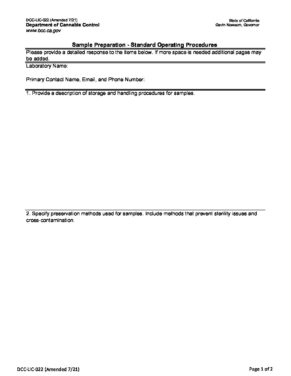 DCC-LIC-022 (Amended 7/21)
State of California
Department of Cannabis Control
Gavin Newsom, Governor
www.dcc.ca.gov
Sample Preparation - Standard Operating Procedures
Please provide a detailed response to the items below. If more space is needed additional pages may
be added.
Laboratory Name:
Primary Contact Name, Email, and Phone Number:
1. Provide a description of storage and handling procedures for samples.
2. Specify preservation methods used for samples. Include methods that prevent sterility issues and
cross-contamination.
DCC-LIC-022 (Amended 7/21)
Page 1 of 2